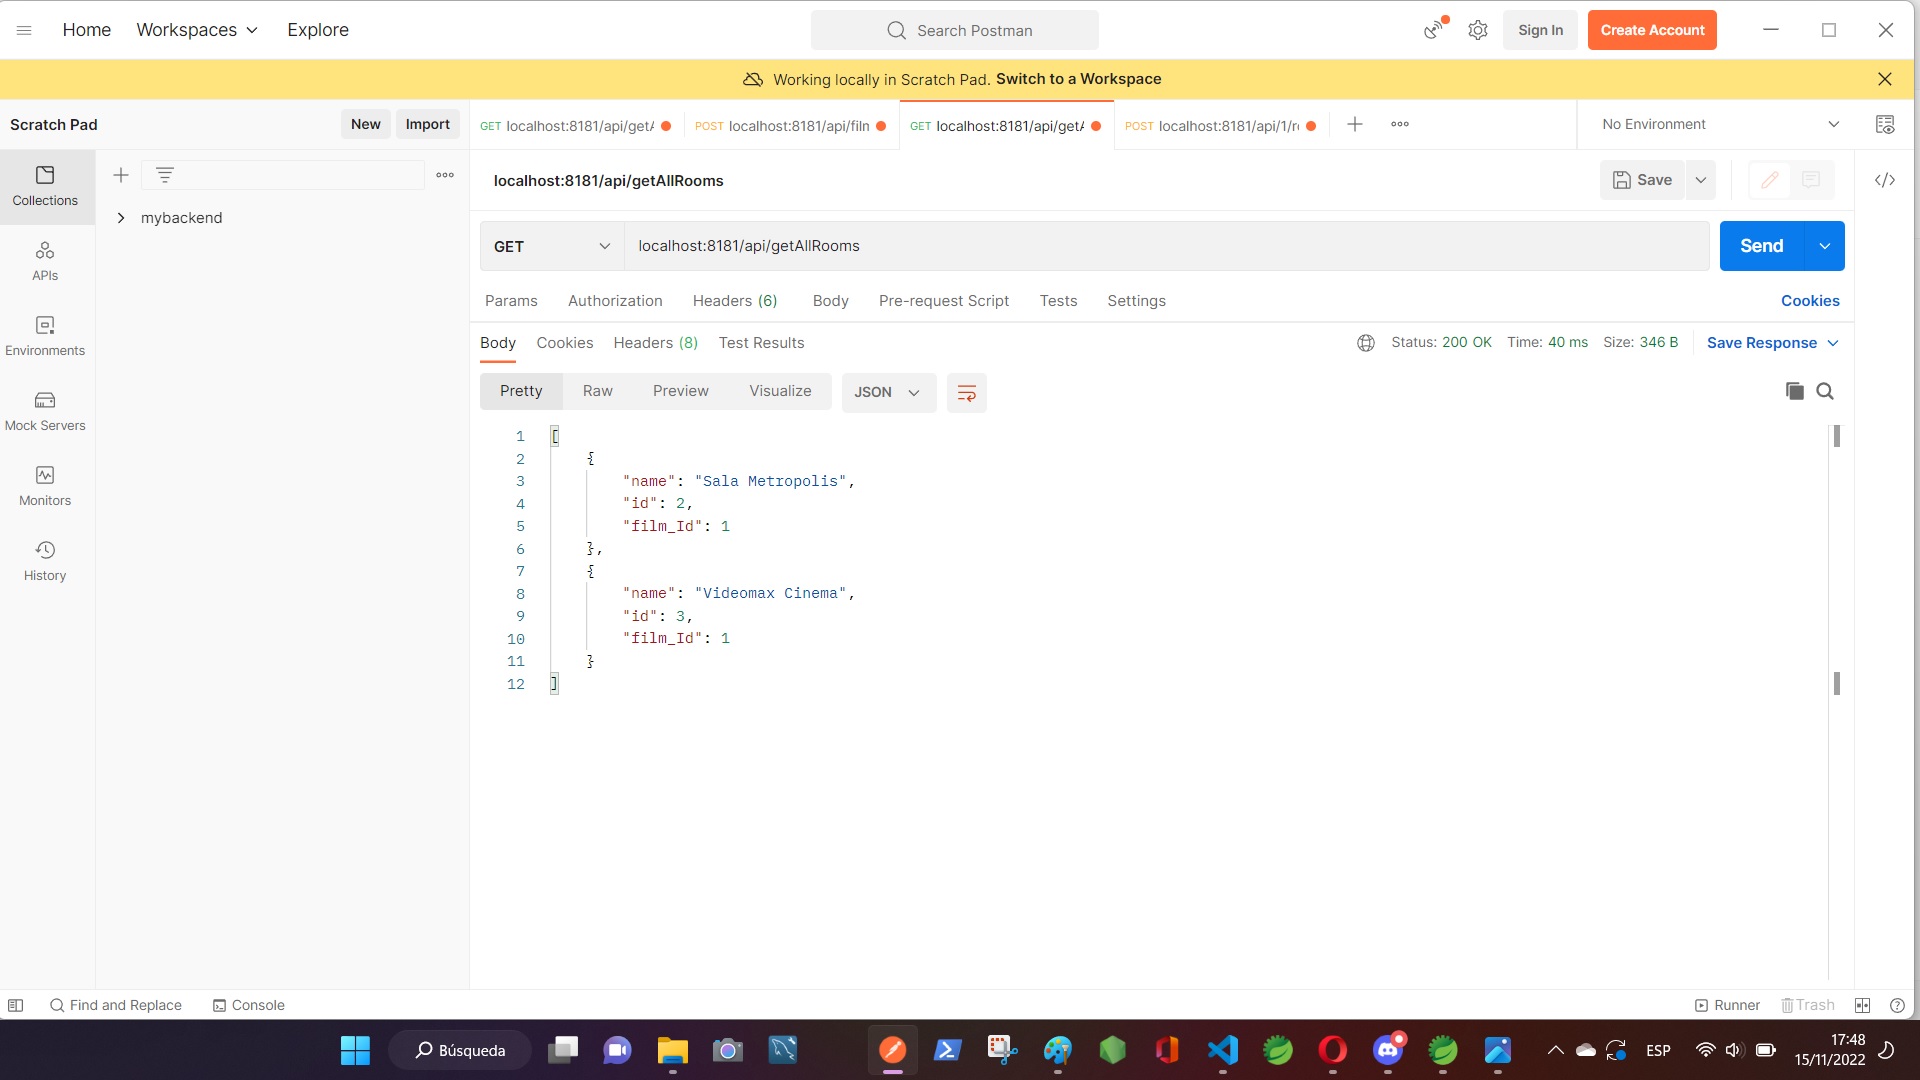 Home Workspaces Explore Search Postman Sign In Create Account
Working locally in Scratch Pad. Switch to a Workspace
Scratch Pad New Import GET localhost:8181/api/getA POST localhost:8181/api/film GET localhost:8181/api/getA POST localhost:8181/api/1/ro No Environment
Collections
APIs
Environments
Mock Servers
Monitors
History
mybackend
localhost:8181/api/getAllRooms Save
GET localhost:8181/api/getAllRooms Send
Params Authorization Headers (6) Body Pre-request Script Tests Settings Cookies
Body Cookies Headers (8) Test Results Status: 200 OK Time: 40 ms Size: 346 B Save Response
Pretty Raw Preview Visualize JSON
1 [
2 {
3 "name": "Sala Metropolis",
4 "id": 2,
5 "film_Id": 1
6 },
7 {
8 "name": "Videomax Cinema",
9 "id": 3,
10 "film_Id": 1
11 }
12 ]
Find and Replace Console Runner Trash
Búsqueda ESP 17:48
15/11/2022